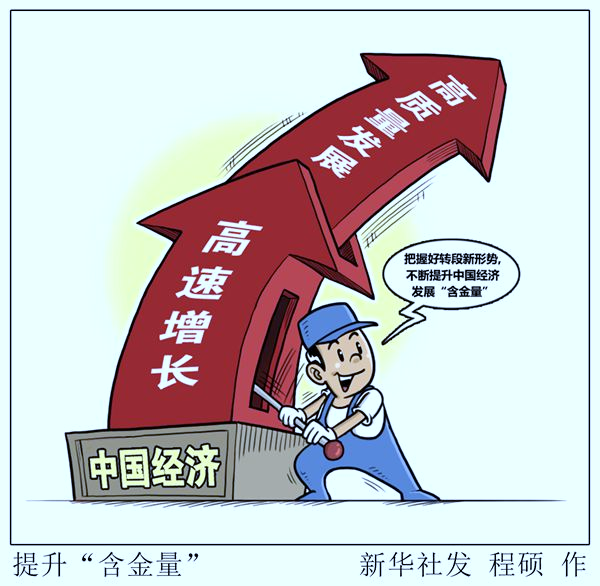 高质量发展
高速增长
把握好转段新形势,
不断提升中国经济
发展“含金量”
中国经济
提升“含金量”
新华社发 程硕 作